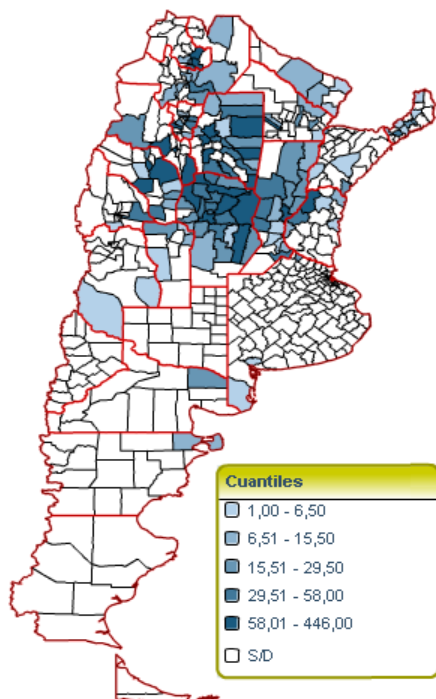 Cuantiles
1,00 - 6,50
6,51 - 15,50
15,51 - 29,50
29,51 - 58,00
58,01 - 446,00
S/D